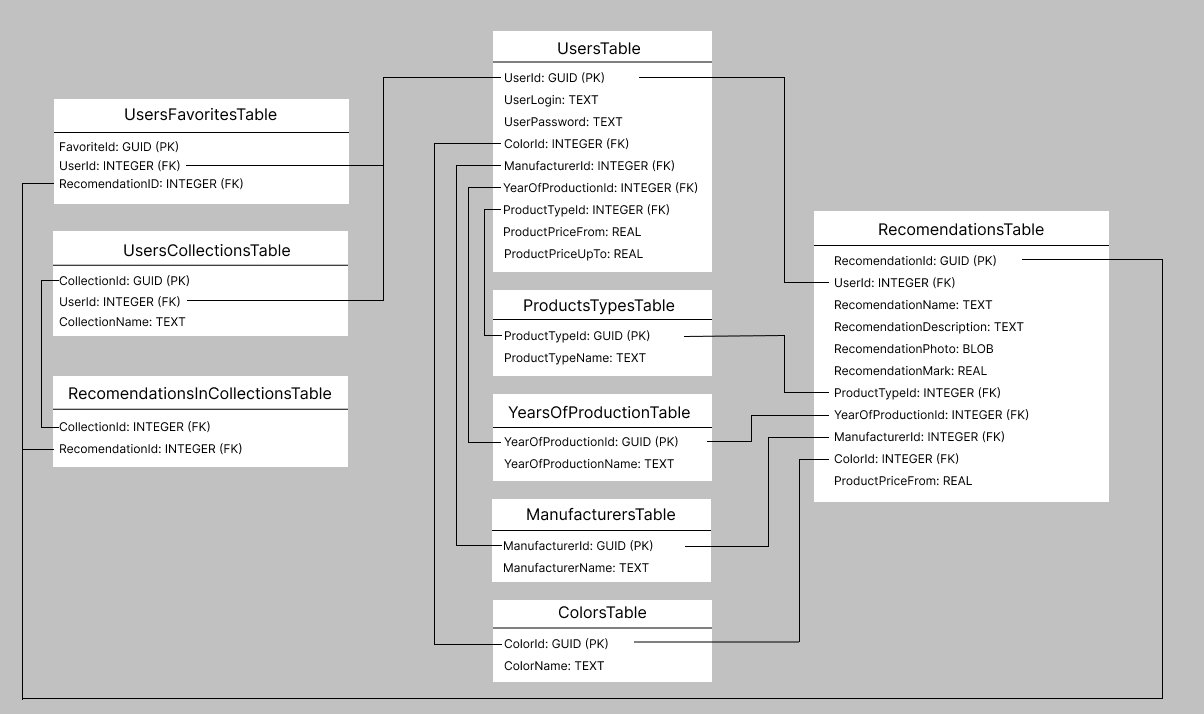 UsersTable
UserId: GUID (PK)
UserLogin: TEXT
UserPassword: TEXT
ColorId: INTEGER (FK)
ManufacturerId: INTEGER (FK)
YearOfProductionId: INTEGER (FK)
ProductTypeId: INTEGER (FK)
ProductPriceFrom: REAL
ProductPriceUpTo: REAL
UsersFavoritesTable
FavoriteId: GUID (PK)
UserId: INTEGER (FK)
RecomendationID: INTEGER (FK)
UsersCollectionsTable
CollectionId: GUID (PK)
UserId: INTEGER (FK)
CollectionName: TEXT
RecomendationsInCollectionsTable
CollectionId: INTEGER (FK)
RecomendationId: INTEGER (FK)
ProductsTypesTable
ProductTypeId: GUID (PK)
ProductTypeName: TEXT
YearsOfProductionTable
YearOfProductionId: GUID (PK)
YearOfProductionName: TEXT
ManufacturersTable
ManufacturerId: GUID (PK)
ManufacturerName: TEXT
ColorsTable
ColorId: GUID (PK)
ColorName: TEXT
RecomendationsTable
RecomendationId: GUID (PK)
UserId: INTEGER (FK)
RecomendationName: TEXT
RecomendationDescription: TEXT
RecomendationPhoto: BLOB
RecomendationMark: REAL
ProductTypeId: INTEGER (FK)
YearOfProductionId: INTEGER (FK)
ManufacturerId: INTEGER (FK)
ColorId: INTEGER (FK)
ProductPriceFrom: REAL